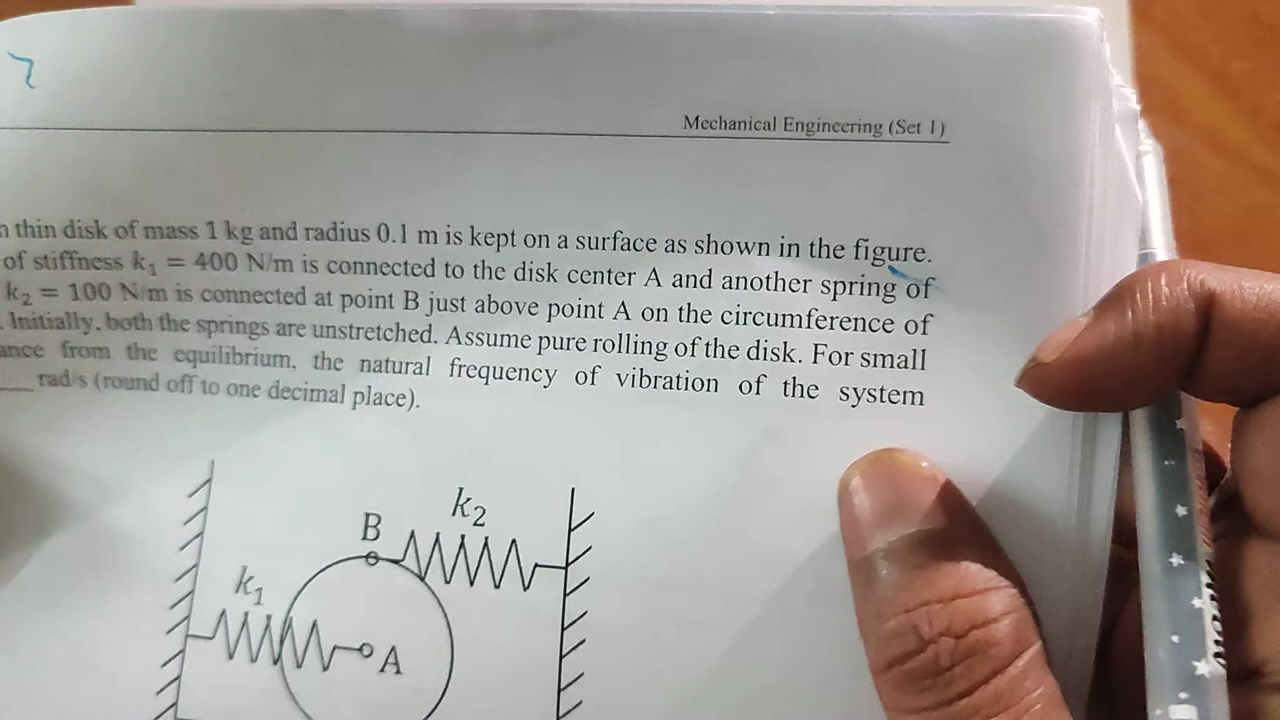 Mechanical Engineering (Set 1)
thin disk of mass 1 kg and radius 0.1 m is kept on a surface as shown in the figure.
of stiffness k₁ = 400 N/m is connected to the disk center A and another spring of
k₂ = 100 N/m is connected at point B just above point A on the circumference of
. Initially, both the springs are unstretched. Assume pure rolling of the disk. For small
from the equilibrium, the natural frequency of vibration of the system
____ rad/s (round off to one decimal place).
B
k₂
k₁
A